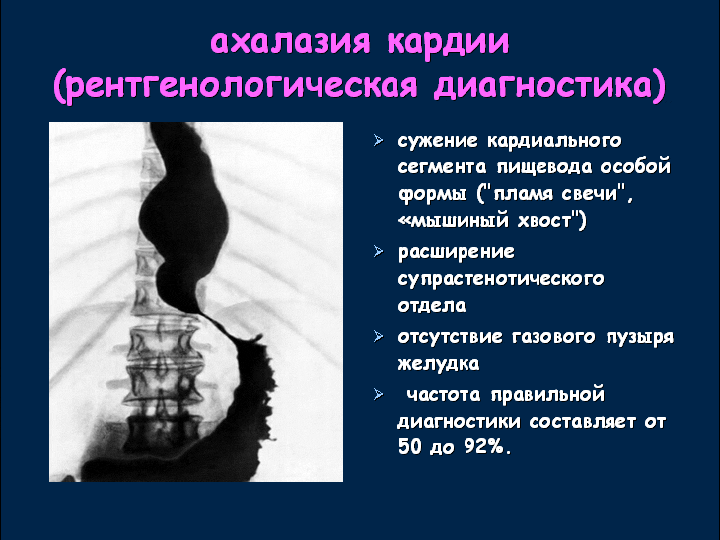 ахалазия кардии
(рентгенологическая диагностика)
сужение кардиального
сегмента пищевода особой
формы ("пламя свечи",
«мышиный хвост")
расширение
супрастенотического
отдела
отсутствие газового пузыря
желудка
частота правильной
диагностики составляет от
50 до 92%.